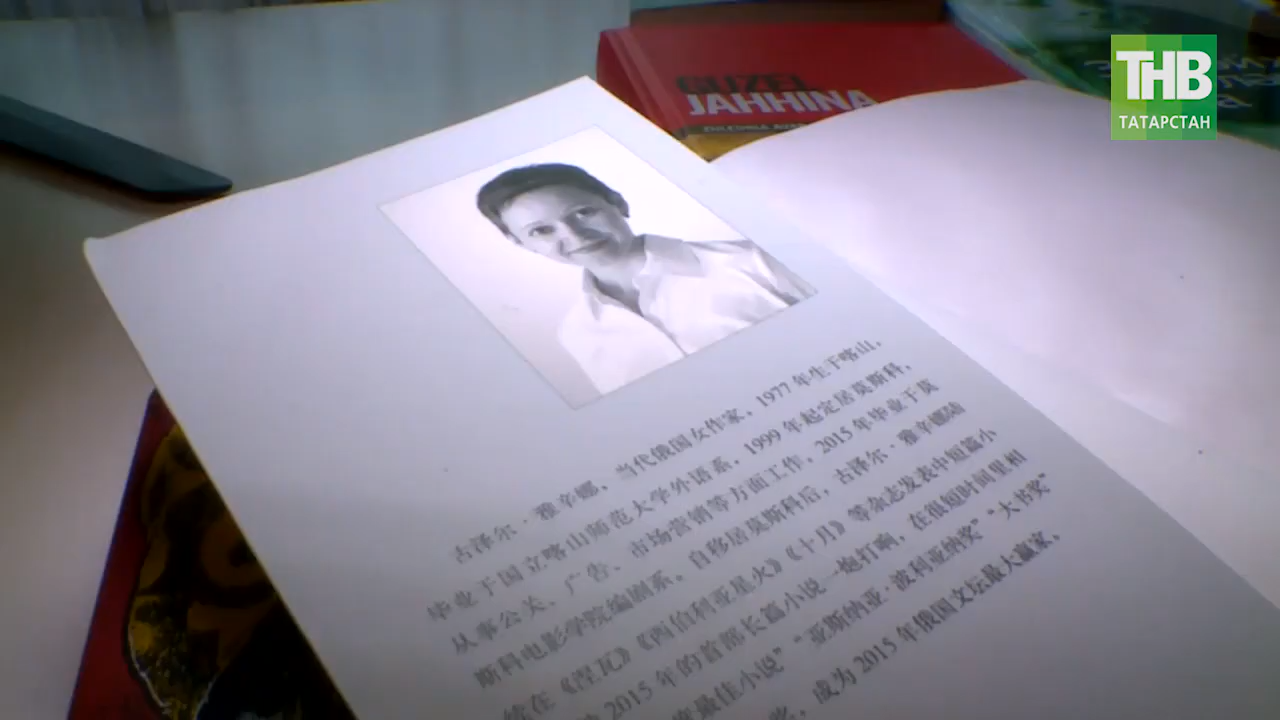 THB
ТАТАРСТАН
GUZEL
JAHHINA
古泽尔·雅辛娜，当代俄国女作家，1977年生于喀山，
毕业于国立喀山师范大学外语系，1999年起定居莫斯科，
从事公关、广告、市场营销等方面工作，2015年毕业于莫
斯科电影学院编剧系。自移居莫斯科后，古泽尔·雅辛娜陆
续在《涅瓦》《西伯利亚星火》《十月》等杂志发表中短篇小
2015年的首部长篇小说一炮打响，在很短时间里相
度最佳小说”“亚斯纳亚·波利亚纳奖”“大书奖”
奖，成为2015年俄国文坛最大赢家。